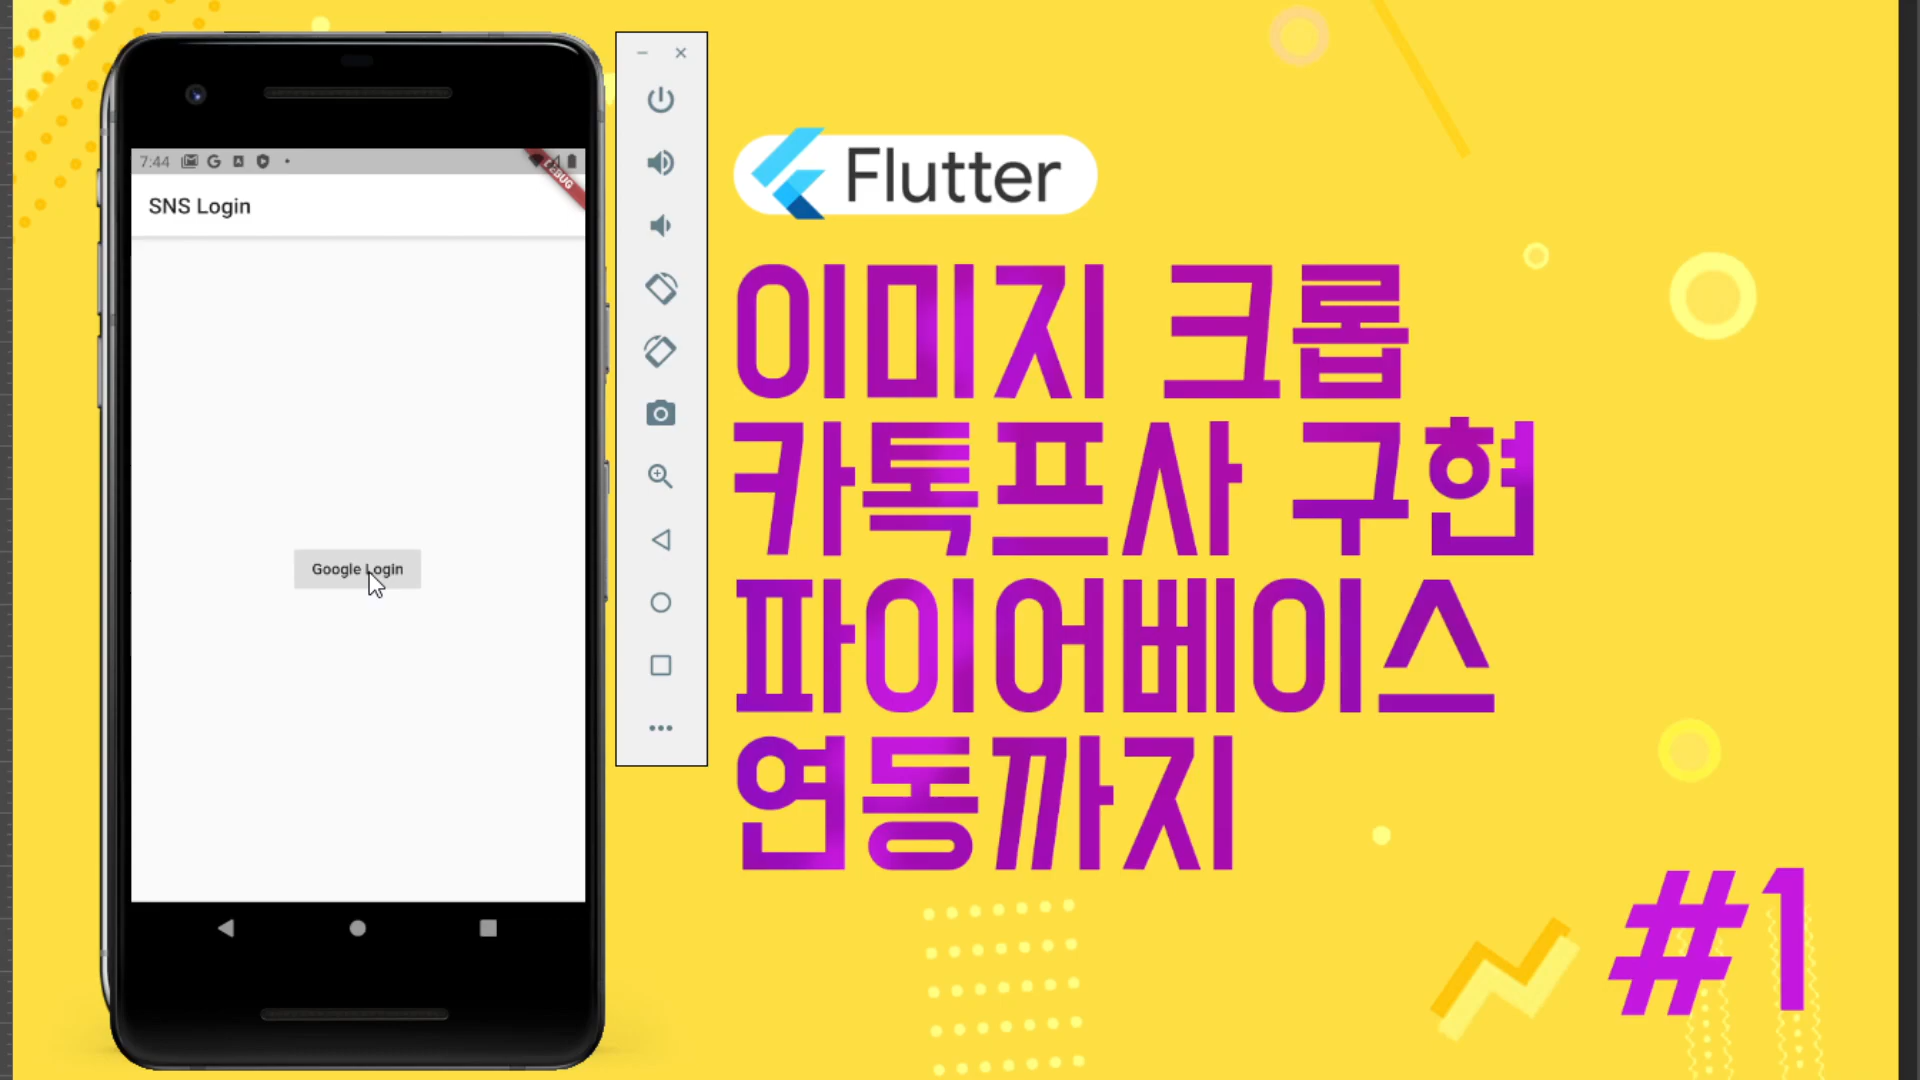 7:44
DEBUG
SNS Login
Google Login
Flutter
이미지 크롭
카톡프사 구현
파이어베이스
연동까지
#1